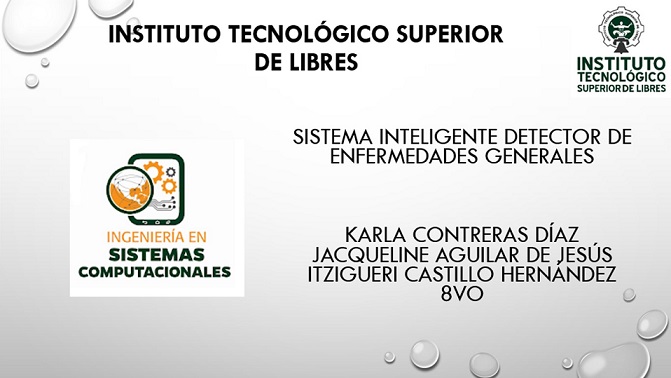 INSTITUTO TECNOLÓGICO SUPERIOR
DE LIBRES
INSTITUTO
TECNOLÓGICO
SUPERIOR DE LIBRES
SISTEMA INTELIGENTE DETECTOR DE
ENFERMEDADES GENERALES
INGENIERÍA EN
SISTEMAS
COMPUTACIONALES
KARLA CONTRERAS DÍAZ
JACQUELINE AGUILAR DE JESÚS
ITZIGUERI CASTILLO HERNÁNDEZ
8VO